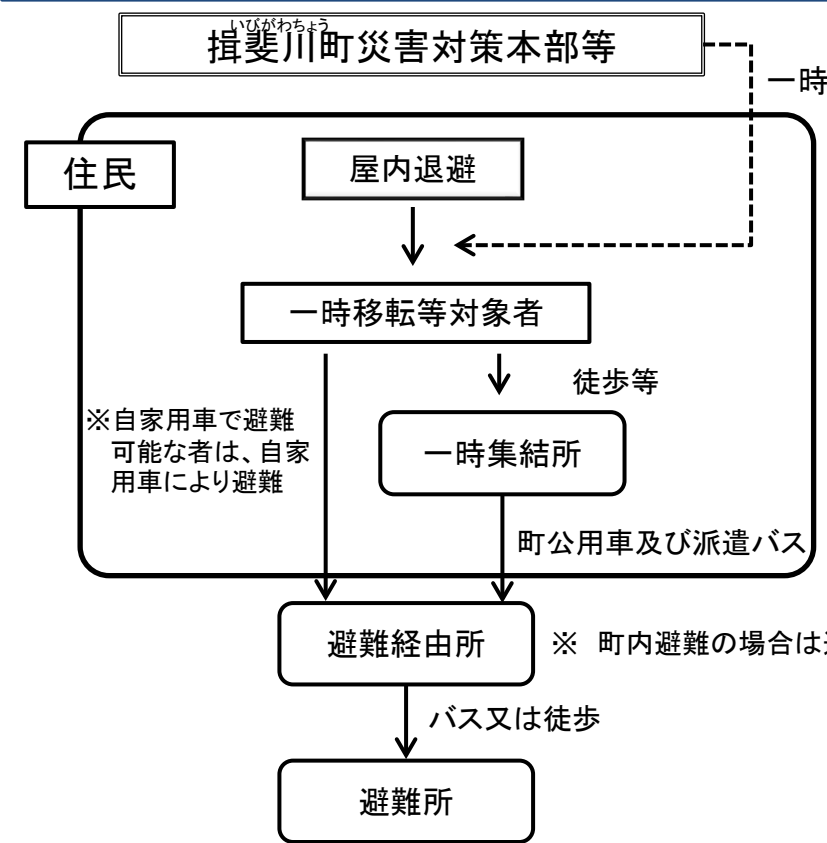 いびがわちょう
揖斐川町災害対策本部等
一時
住民
屋内退避
一時移転等対象者
徒歩等
※自家用車で避難
可能な者は、自家
用車により避難
一時集結所
町公用車及び派遣バス
避難経由所
※ 町内避難の場合は
バス又は徒歩
避難所